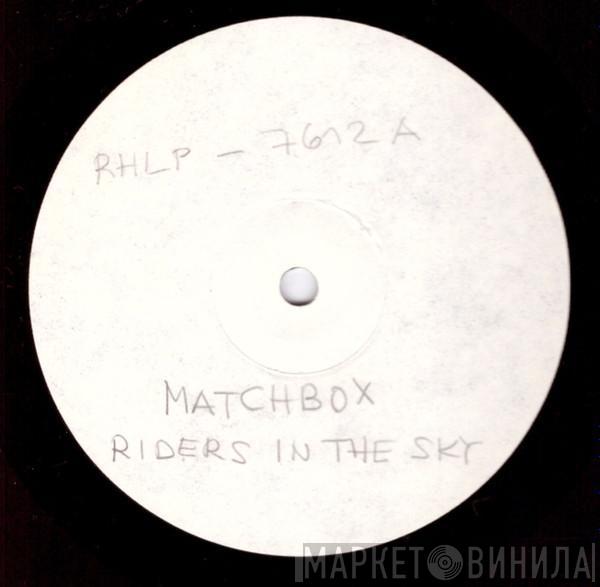 RHLP - 7612 A
MATCHBOX
RIDERS IN THE SKY
МАРКЕТ ВИНИЛА